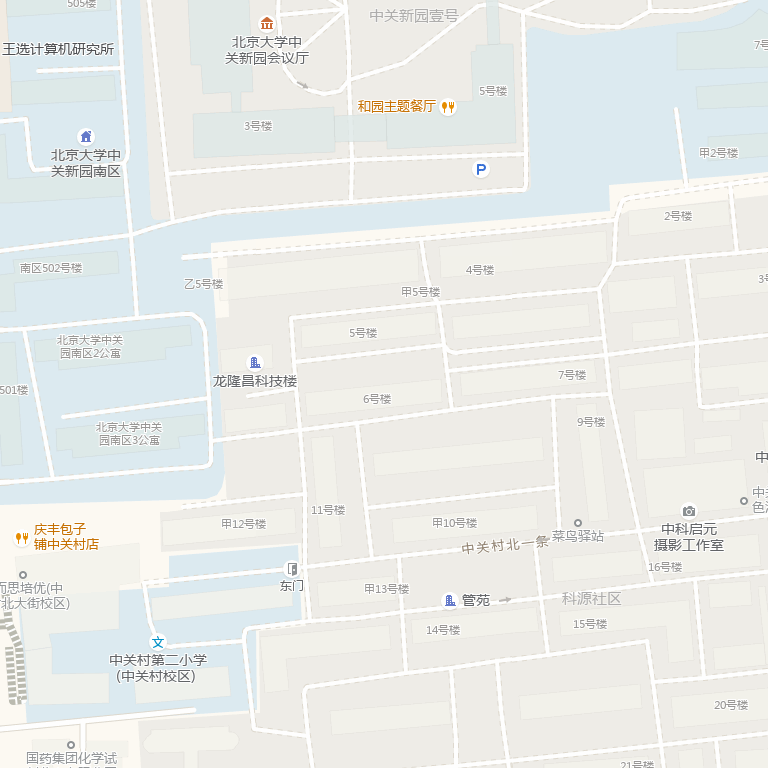 505号楼
中关新园壹号
北京大学中
关新园会议厅
王选计算机研究所
5号楼
和园主题餐厅
3号楼
北京大学中
关新园南区
P
甲2号楼
2号楼
南区502号楼
4号楼
乙5号楼
甲5号楼
5号楼
北京大学中关
园南区2公寓
龙隆昌科技楼
7号楼
501号楼
6号楼
9号楼
北京大学中关
园南区3公寓
11号楼
甲12号楼
甲10号楼
菜鸟驿站
中科启元
摄影工作室
庆丰包子
铺中关村店
中关村北一条
16号楼
东门
甲13号楼
管苑
科源社区
而思培优(中
北大街校区)
14号楼
15号楼
文
中关村第二小学
(中关村校区)
20号楼
国药集团化学试
21号楼